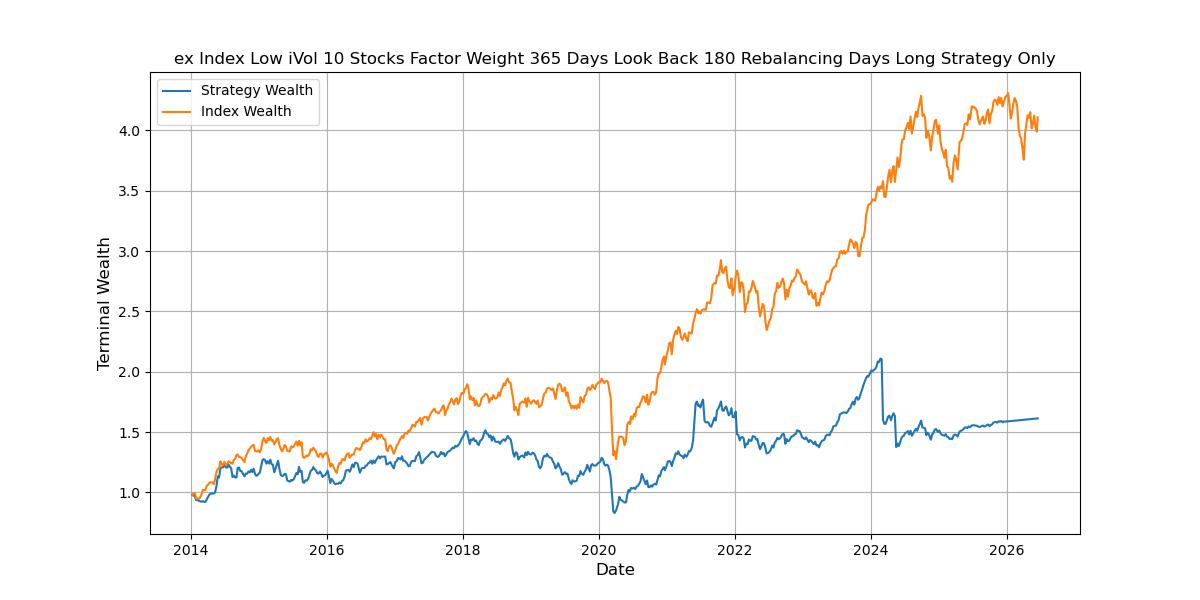 ex Index Low iVol 10 Stocks Factor Weight 365 Days Look Back 180 Rebalancing Days Long Strategy Only
Strategy Wealth
Index Wealth
Terminal Wealth
4.0
3.5
3.0
2.5
2.0
1.5
1.0
2014 2016 2018 2020 2022 2024 2026
Date